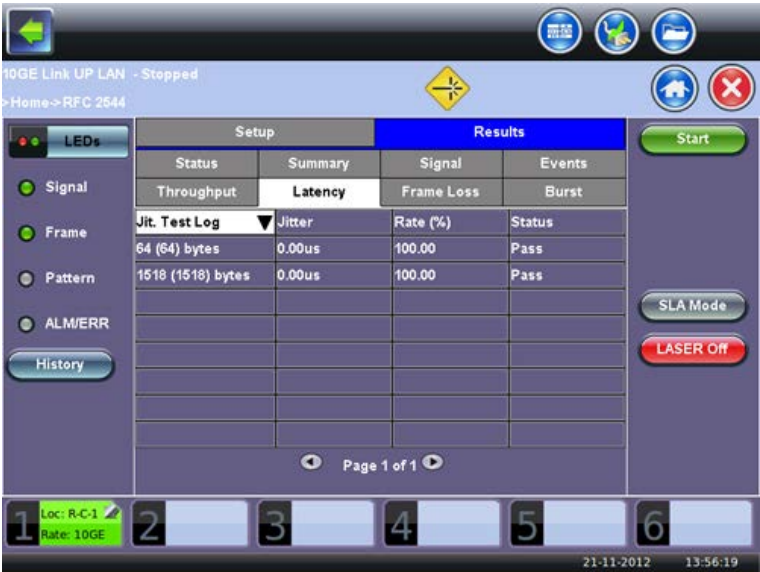 10GE Link UP LAN - Stopped
>Home->RFC 2544
LEDs
Signal
Frame
Pattern
ALM/ERR
History
Setup Results
Status Summary Signal Events
Throughput Latency Frame Loss Burst
Jit. Test Log Jitter Rate (%) Status
64 (64) bytes 0.00us 100.00 Pass
1518 (1518) bytes 0.00us 100.00 Pass
Page 1 of 1
Start
SLA Mode
LASER Off
1 Loc: R-C-1 2 3 4 5 6
Rate: 10GE
21-11-2012 13:56:19